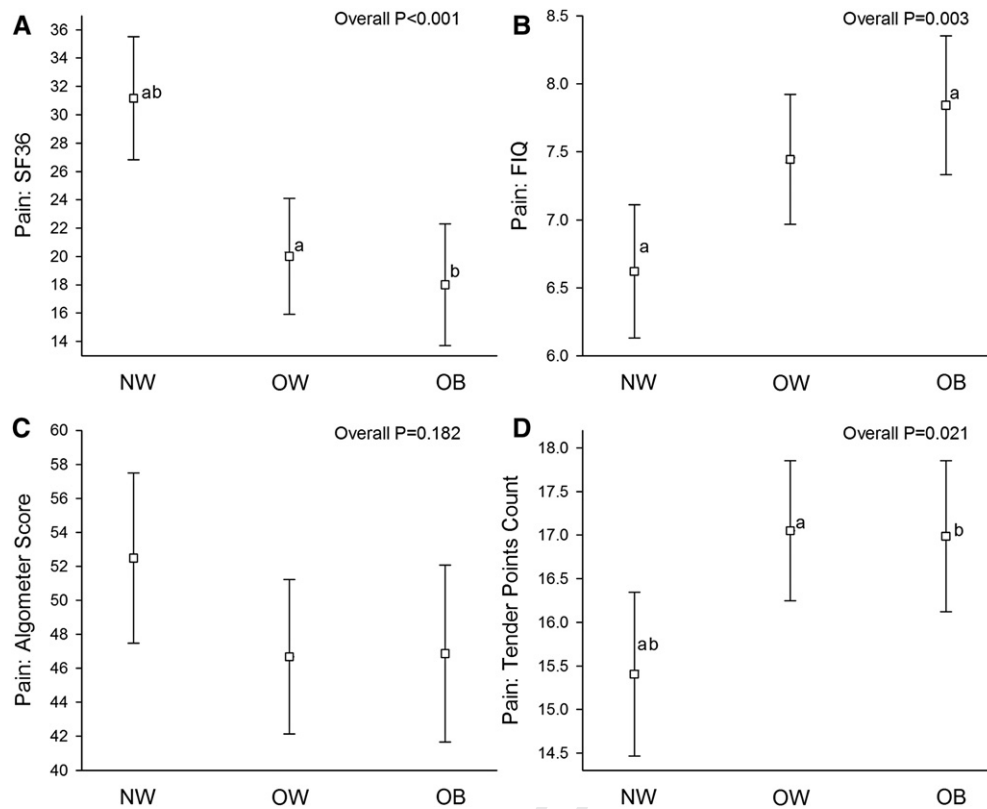 A
Overall P<0.001
Pain: SF36
36
34
32
30
28
26
24
22
20
18
16
14
ab
a
b
NW
OW
OB
B
Overall P=0.003
Pain: FIQ
8.5
8.0
7.5
7.0
6.5
6.0
a
a
NW
OW
OB
C
Overall P=0.182
Pain: Algometer Score
60
58
56
54
52
50
48
46
44
42
40
NW
OW
OB
D
Overall P=0.021
Pain: Tender Points Count
18.0
17.5
17.0
16.5
16.0
15.5
15.0
14.5
ab
a
b
NW
OW
OB